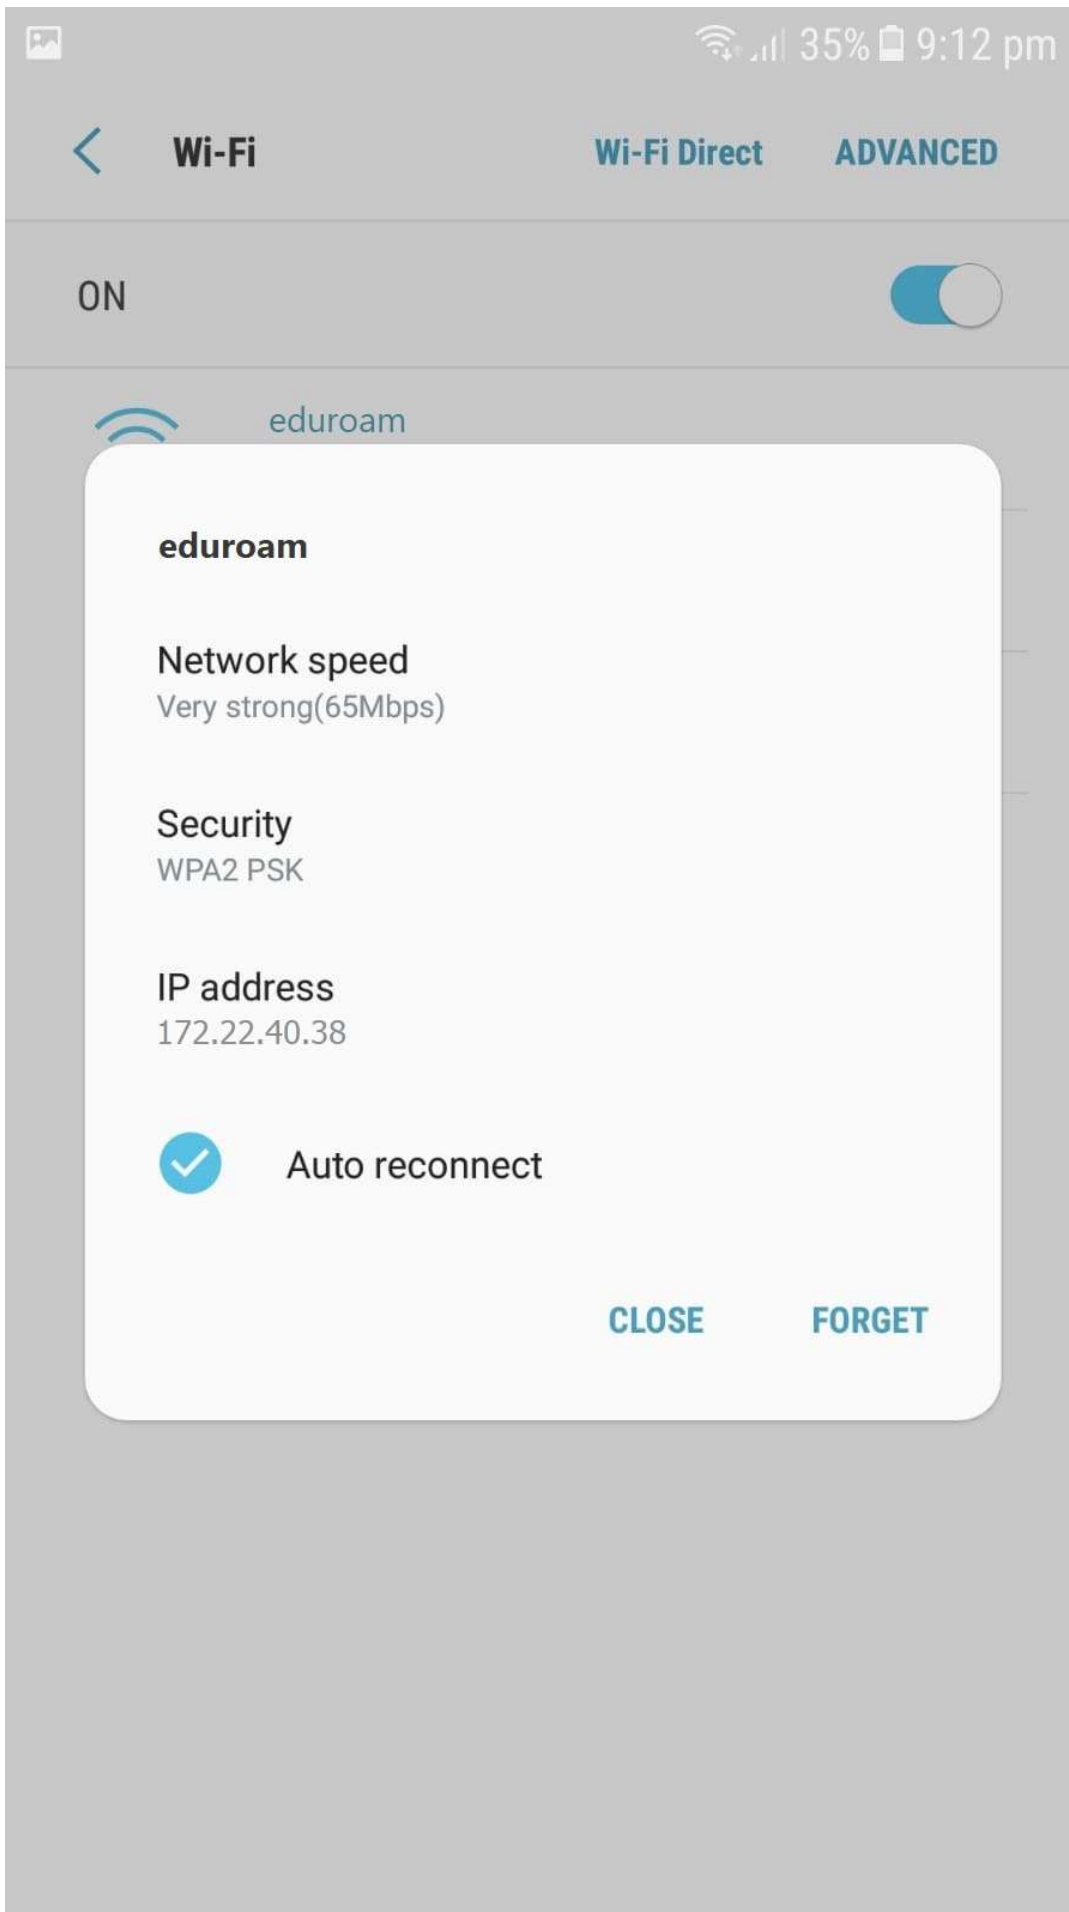 35% 9:12 pm
Wi-Fi Wi-Fi Direct ADVANCED
ON
eduroam
eduroam
Network speed
Very strong(65Mbps)
Security
WPA2 PSK
IP address
172.22.40.38
Auto reconnect
CLOSE FORGET